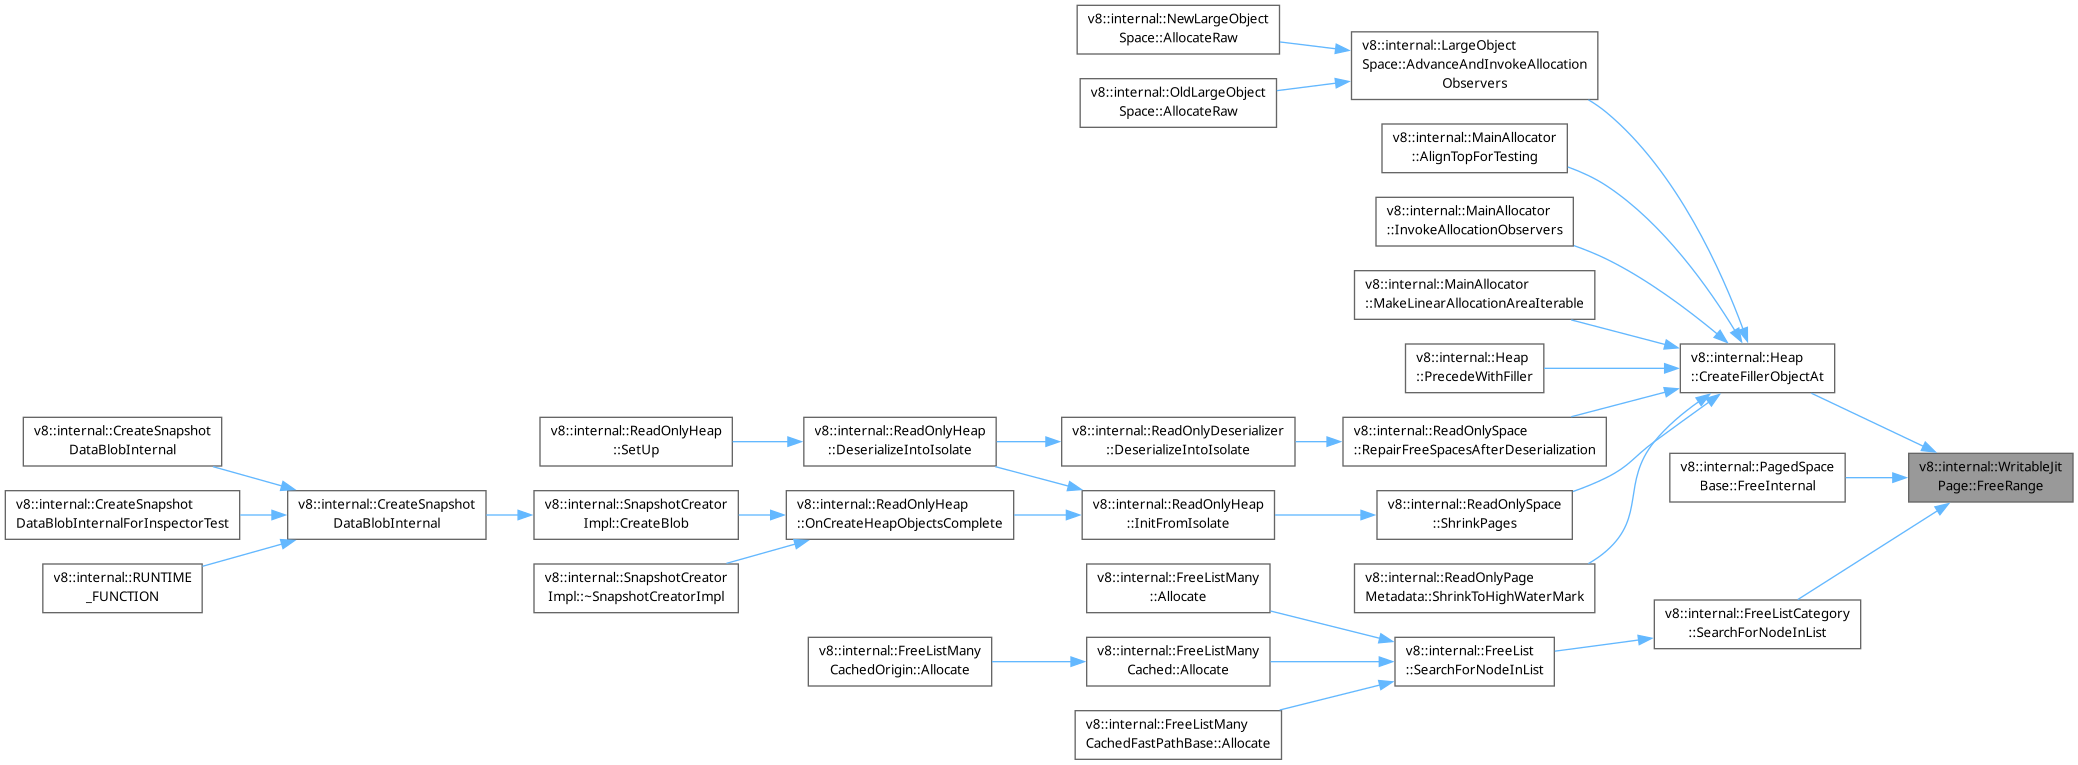 v8::internal::NewLargeObject
Space::AllocateRaw
v8::internal::OldLargeObject
Space::AllocateRaw
v8::internal::LargeObject
Space::AdvanceAndInvokeAllocation
Observers
v8::internal::MainAllocator
::AlignTopForTesting
v8::internal::MainAllocator
::InvokeAllocationObservers
v8::internal::MainAllocator
::MakeLinearAllocationAreaIterable
v8::internal::Heap
::PrecedeWithFiller
v8::internal::Heap
::CreateFillerObjectAt
v8::internal::CreateSnapshot
DataBlobInternal
v8::internal::ReadOnlyHeap
::SetUp
v8::internal::ReadOnlyHeap
::DeserializeIntoIsolate
v8::internal::ReadOnlyDeserializer
::DeserializeIntoIsolate
v8::internal::ReadOnlySpace
::RepairFreeSpacesAfterDeserialization
v8::internal::PagedSpace
Base::FreeInternal
v8::internal::WritableJit
Page::FreeRange
v8::internal::CreateSnapshot
DataBlobInternalForInspectorTest
v8::internal::CreateSnapshot
DataBlobInternal
v8::internal::SnapshotCreator
Impl::CreateBlob
v8::internal::ReadOnlyHeap
::OnCreateHeapObjectsComplete
v8::internal::ReadOnlyHeap
::InitFromIsolate
v8::internal::ReadOnlySpace
::ShrinkPages
v8::internal::RUNTIME
_FUNCTION
v8::internal::SnapshotCreator
Impl::~SnapshotCreatorImpl
v8::internal::FreeListMany
::Allocate
v8::internal::ReadOnlyPage
Metadata::ShrinkToHighWaterMark
v8::internal::FreeListCategory
::SearchForNodeInList
v8::internal::FreeListMany
CachedOrigin::Allocate
v8::internal::FreeListMany
Cached::Allocate
v8::internal::FreeList
::SearchForNodeInList
v8::internal::FreeListMany
CachedFastPathBase::Allocate